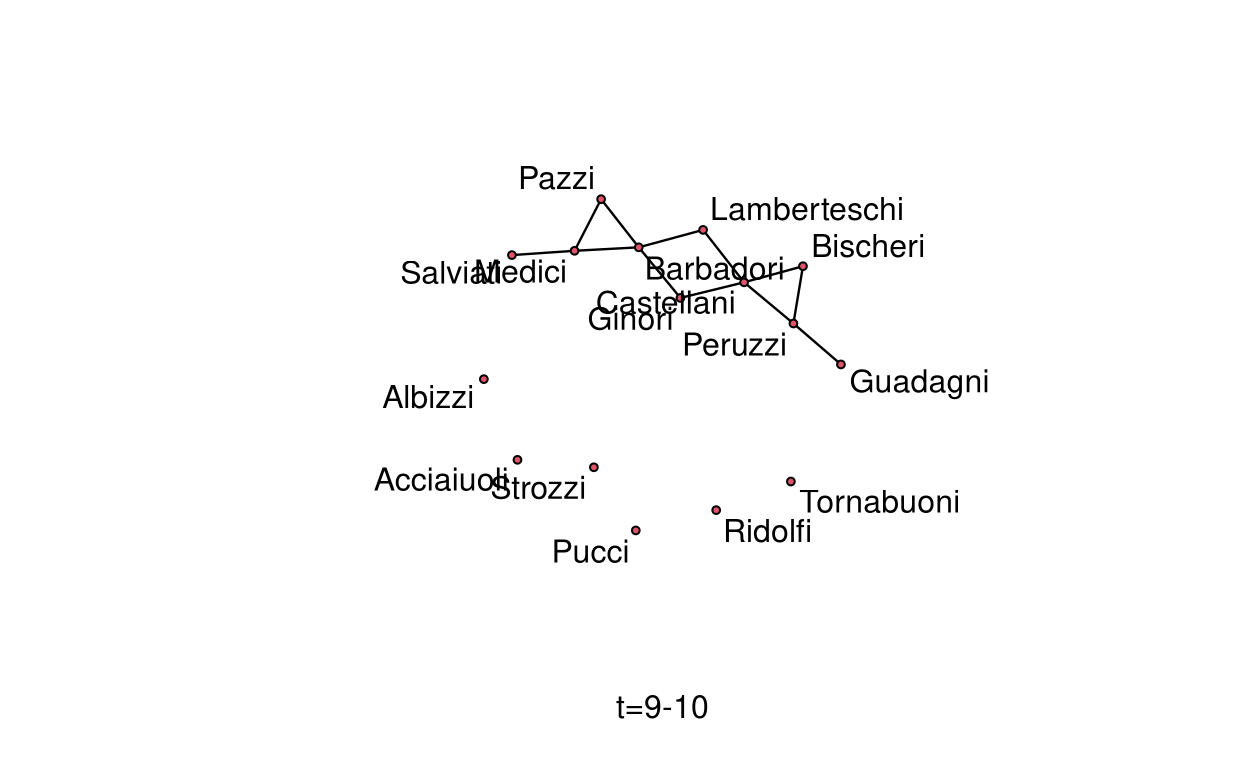 Pazzi
Lamberteschi
Bischeri
Salviati
Medici
Barbadori
Castellani
Ginori
Peruzzi
Guadagni
Albizzi
Acciaiuoli
Strozzi
Tornabuoni
Ridolfi
Pucci
t=9-10